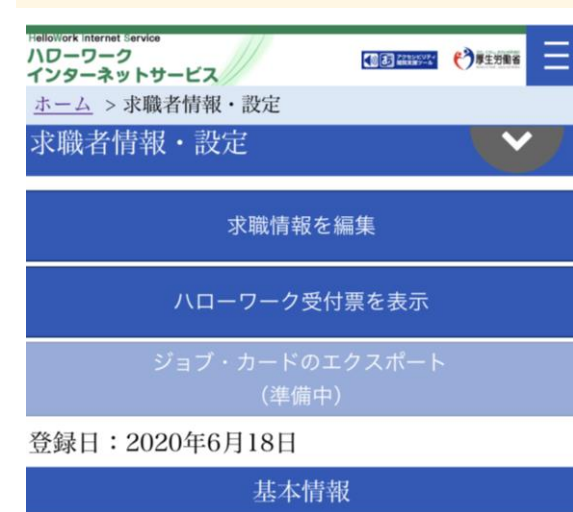 HelloWork Internet Service
ハローワーク
インターネットサービス
厚生労働省
ホーム > 求職者情報・設定
求職者情報・設定
求職情報を編集
ハローワーク受付票を表示
ジョブ・カードのエクスポート
(準備中)
登録日：2020年6月18日
基本情報